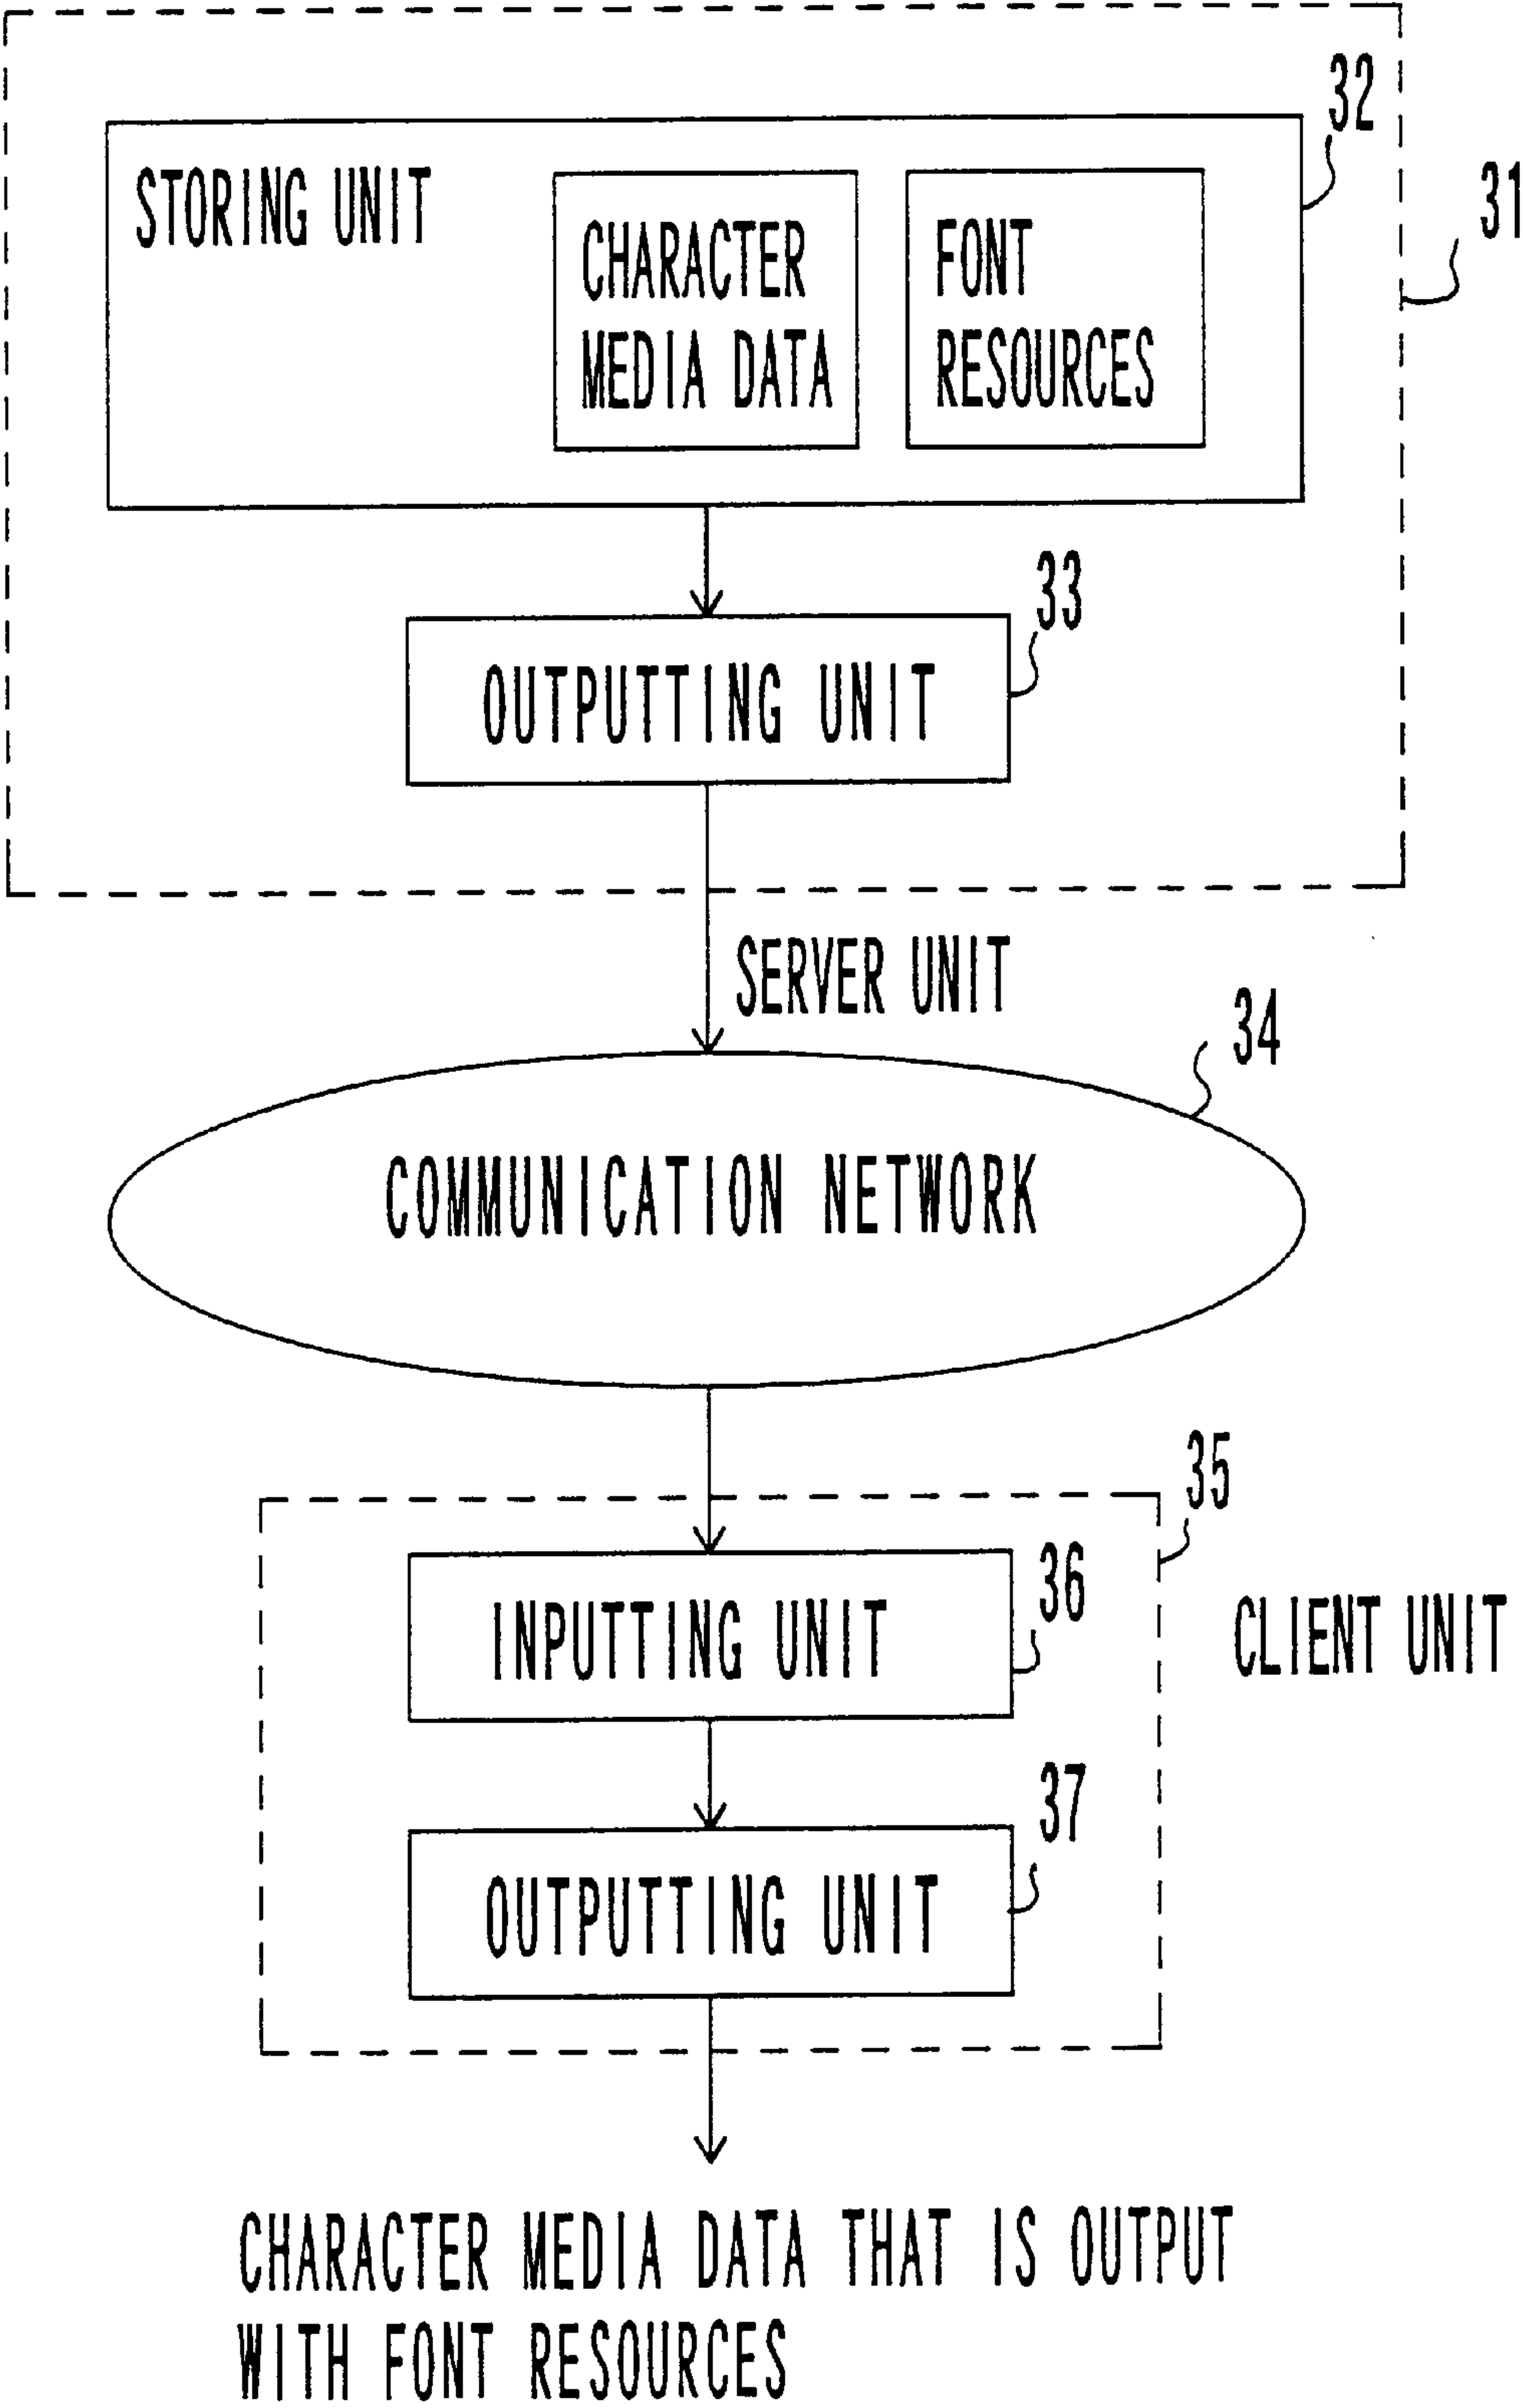 32
31
STORING UNIT
CHARACTER
MEDIA DATA
FONT
RESOURCES
33
OUTPUTTING UNIT
SERVER UNIT
34
COMMUNICATION NETWORK
35
36
INPUTTING UNIT
CLIENT UNIT
37
OUTPUTTING UNIT
CHARACTER MEDIA DATA THAT IS OUTPUT
WITH FONT RESOURCES